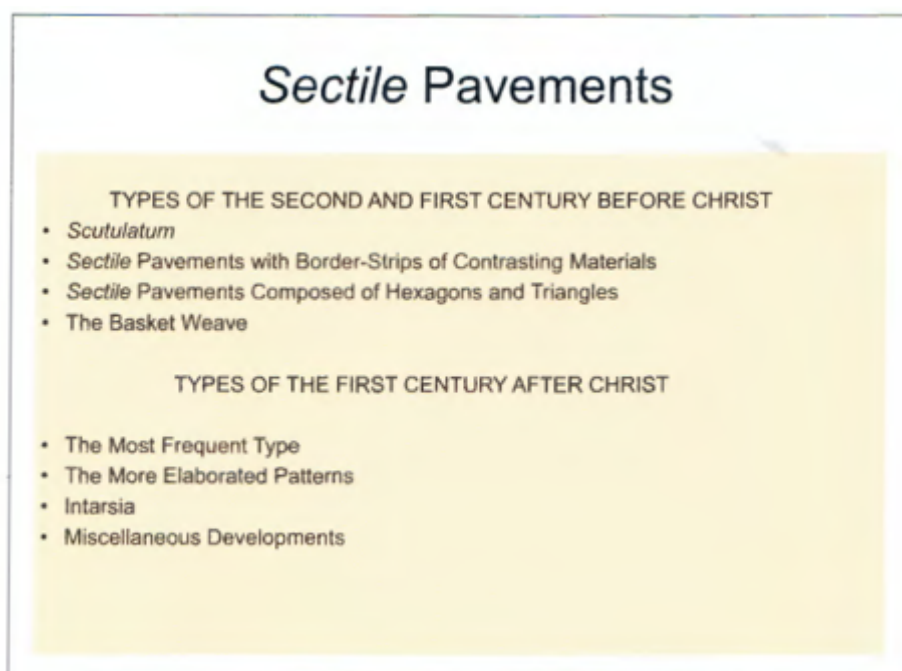 Sectile Pavements
TYPES OF THE SECOND AND FIRST CENTURY BEFORE CHRIST
• Scutulatum
• Sectile Pavements with Border-Strips of Contrasting Materials
• Sectile Pavements Composed of Hexagons and Triangles
• The Basket Weave
TYPES OF THE FIRST CENTURY AFTER CHRIST
• The Most Frequent Type
• The More Elaborated Patterns
• Intarsia
• Miscellaneous Developments